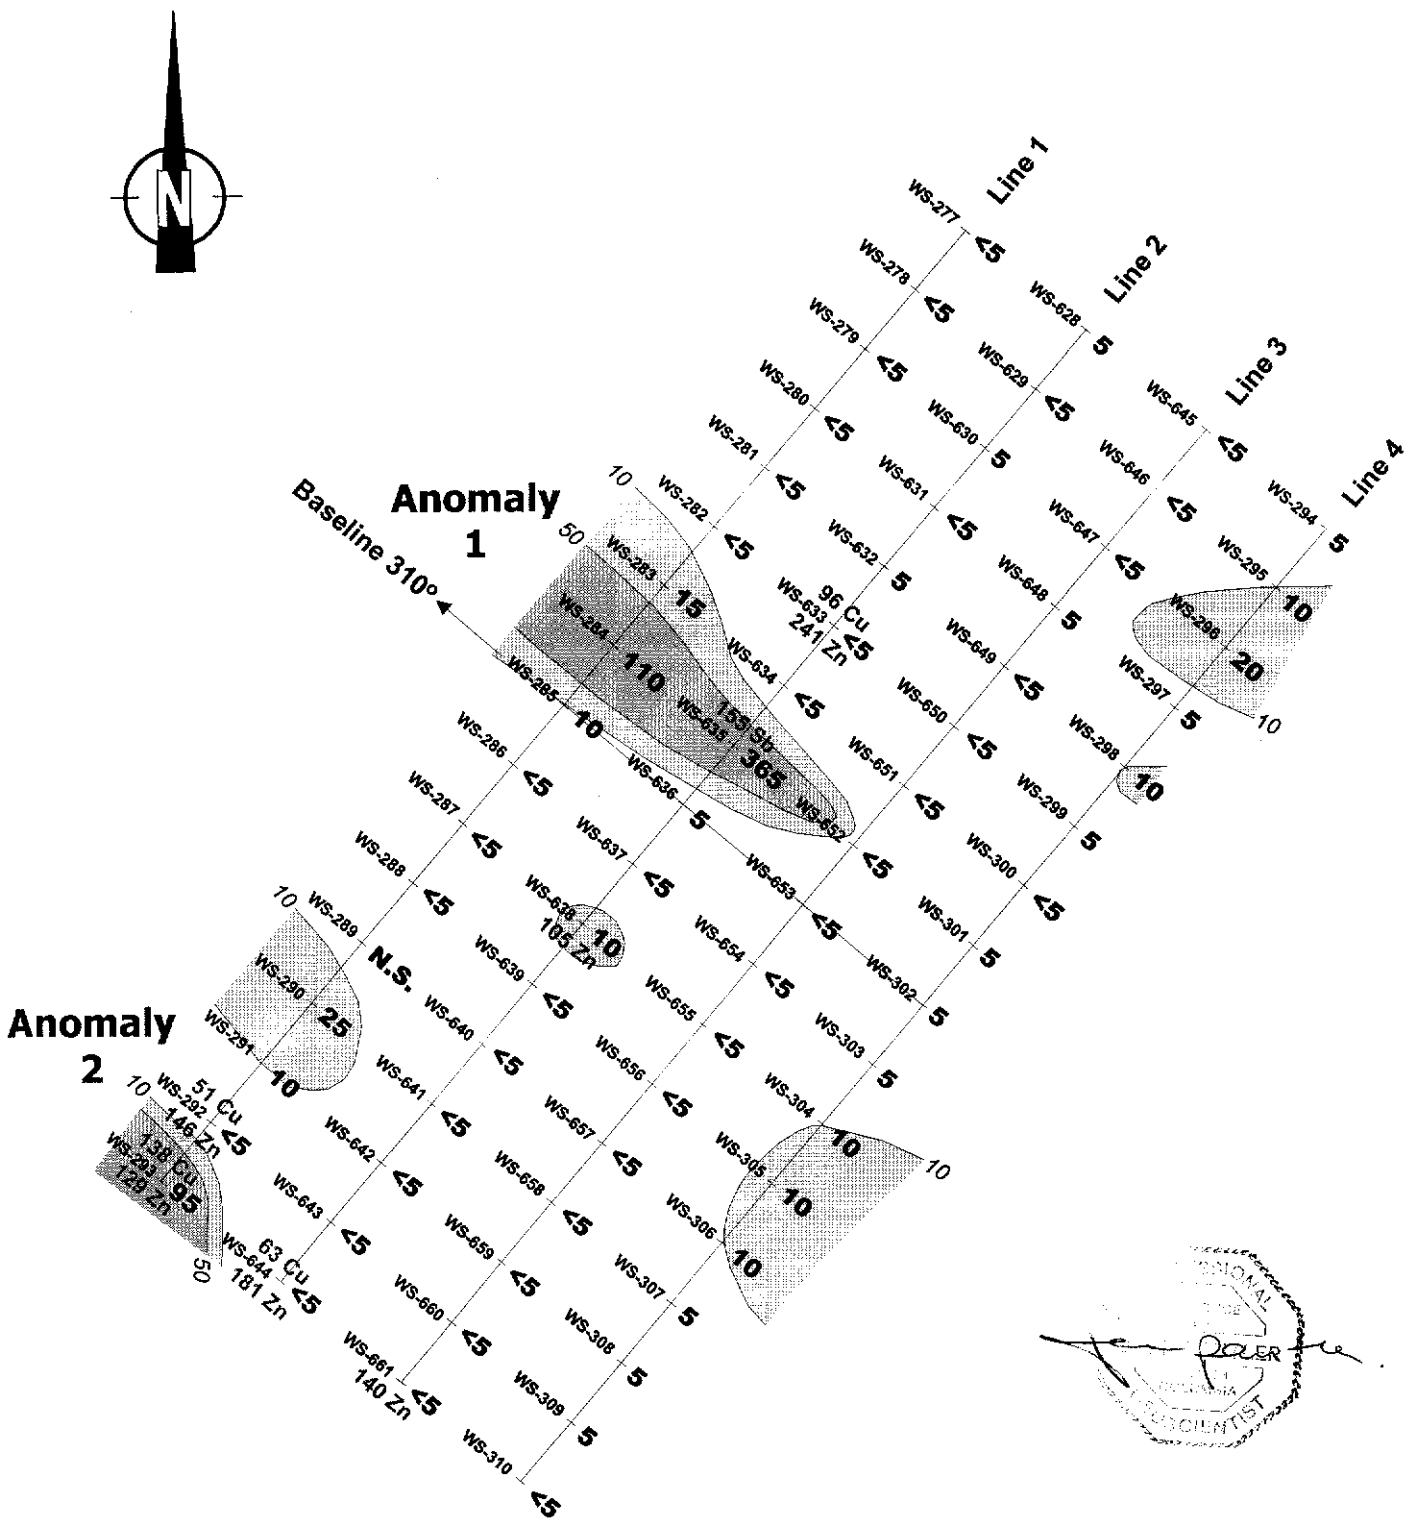 N
Line 1
Line 2
Line 3
Line 4
WS-277 <5
WS-278 <5
WS-279 <5
WS-280 <5
WS-281 <5
WS-282 <5
WS-283 15
WS-284 110
WS-285 10
WS-286 <5
WS-287 <5
WS-288 <5
WS-289 N.S.
WS-290 25
WS-291 10
51 Cu
WS-292 <5
146 Zn
138 Cu
WS-293 95
129 Zn
WS-628 5
WS-629 <5
WS-630 5
WS-631 <5
WS-632 5
96 Cu
WS-633 <5
241 Zn
WS-634 <5
155 Sb
WS-635 365
WS-636 5
WS-637 <5
WS-638 10
105 Zn
WS-639 <5
WS-640 <5
WS-641 <5
WS-642 <5
WS-643 <5
63 Cu
WS-644 <5
181 Zn
WS-645 <5
WS-646 <5
WS-647 <5
WS-648 5
WS-649 <5
WS-650 <5
WS-651 <5
WS-652 <5
WS-653 <5
WS-654 <5
WS-655 <5
WS-656 <5
WS-657 <5
WS-658 <5
WS-659 <5
WS-660 <5
WS-661 <5
140 Zn
WS-294 5
WS-295 10
WS-296 20
WS-297 5
WS-298 10
WS-299 5
WS-300 <5
WS-301 5
WS-302 5
WS-303 5
WS-304 10
WS-305 10
WS-306 10
WS-307 5
WS-308 5
WS-309 5
WS-310 <5
Anomaly
1
Baseline 310º
10
50
10
Anomaly
2
10
10
50
10
GEOSCIENTIST